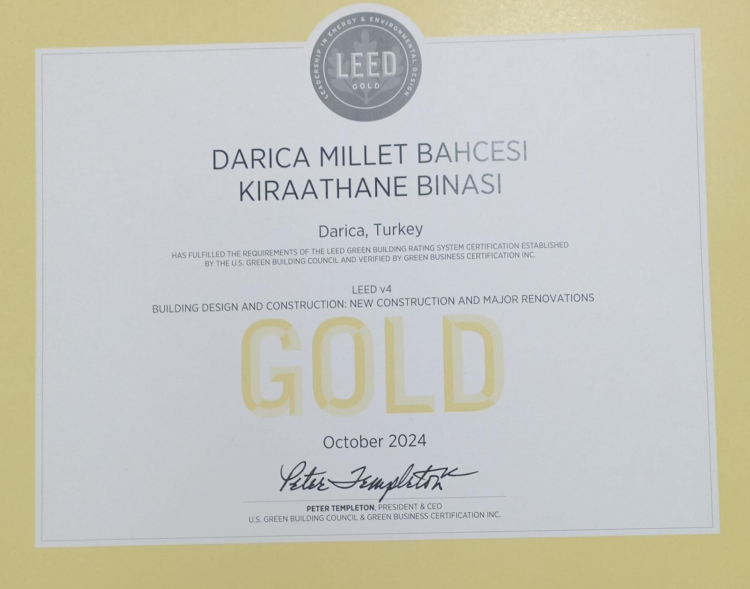 LEADERSHIP IN ENERGY & ENVIRONMENTAL DESIGN
LEED
GOLD
DARICA MILLET BAHCESI
KIRAATHANE BINASI
Darica, Turkey
HAS FULFILLED THE REQUIREMENTS OF THE LEED GREEN BUILDING RATING SYSTEM CERTIFICATION ESTABLISHED
BY THE U.S. GREEN BUILDING COUNCIL AND VERIFIED BY GREEN BUSINESS CERTIFICATION INC.
LEED v4
BUILDING DESIGN AND CONSTRUCTION: NEW CONSTRUCTION AND MAJOR RENOVATIONS
GOLD
October 2024
Peter Templeton
PETER TEMPLETON, PRESIDENT & CEO
U.S. GREEN BUILDING COUNCIL & GREEN BUSINESS CERTIFICATION INC.